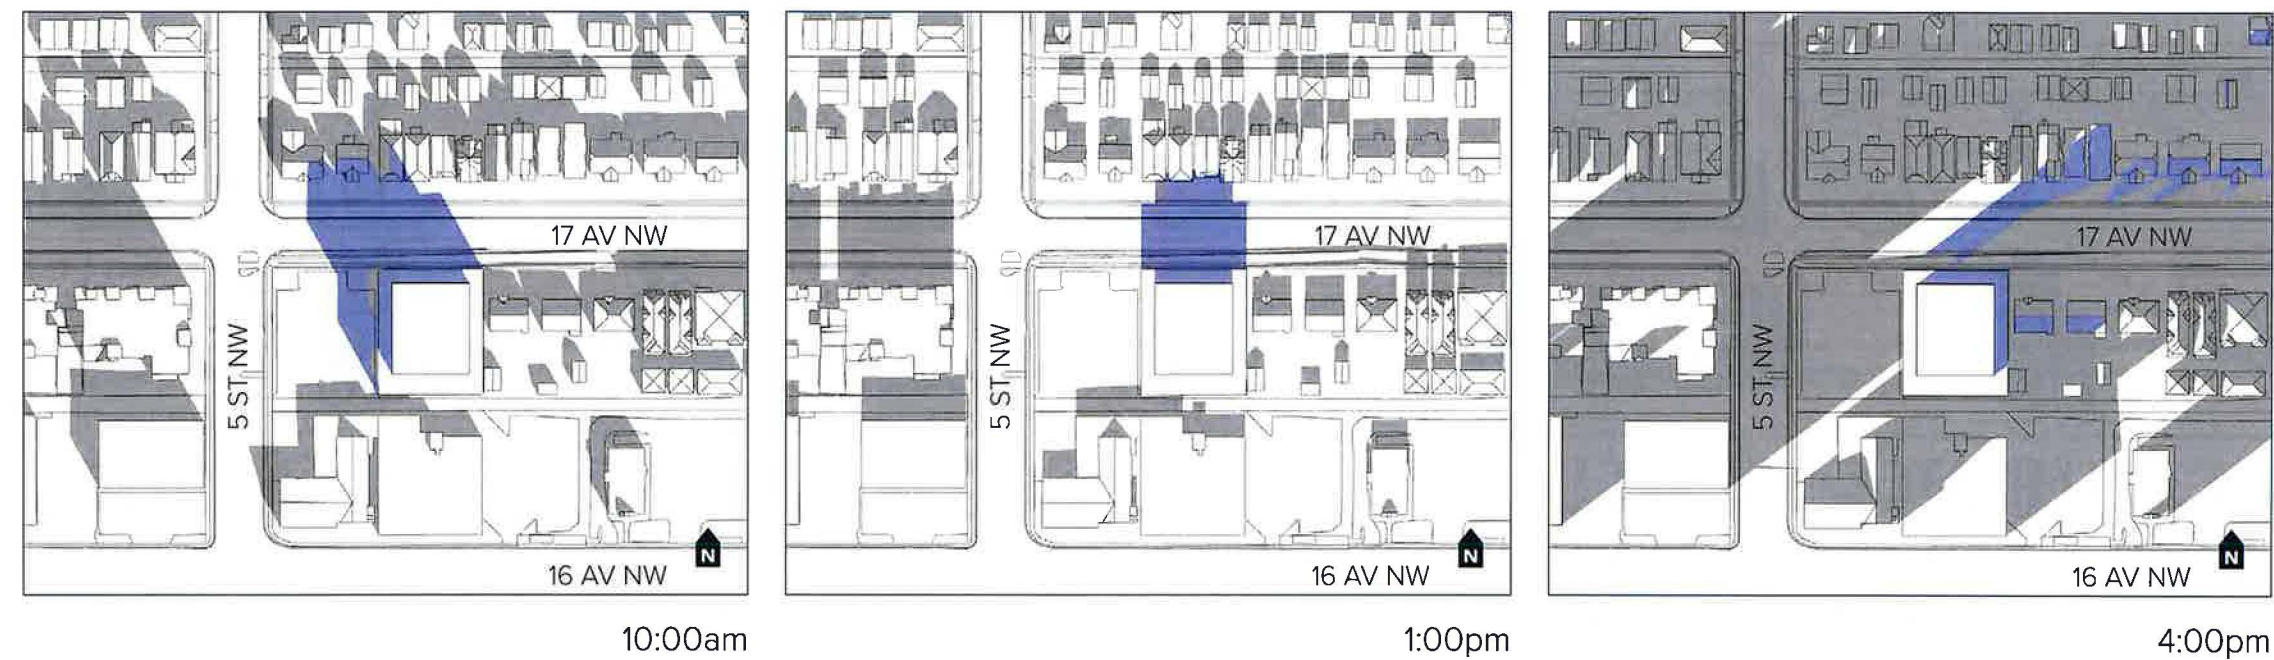 17 AV NW
5 ST NW
N
16 AV NW
10:00am
17 AV NW
5 ST NW
N
16 AV NW
1:00pm
17 AV NW
5 ST NW
N
16 AV NW
4:00pm